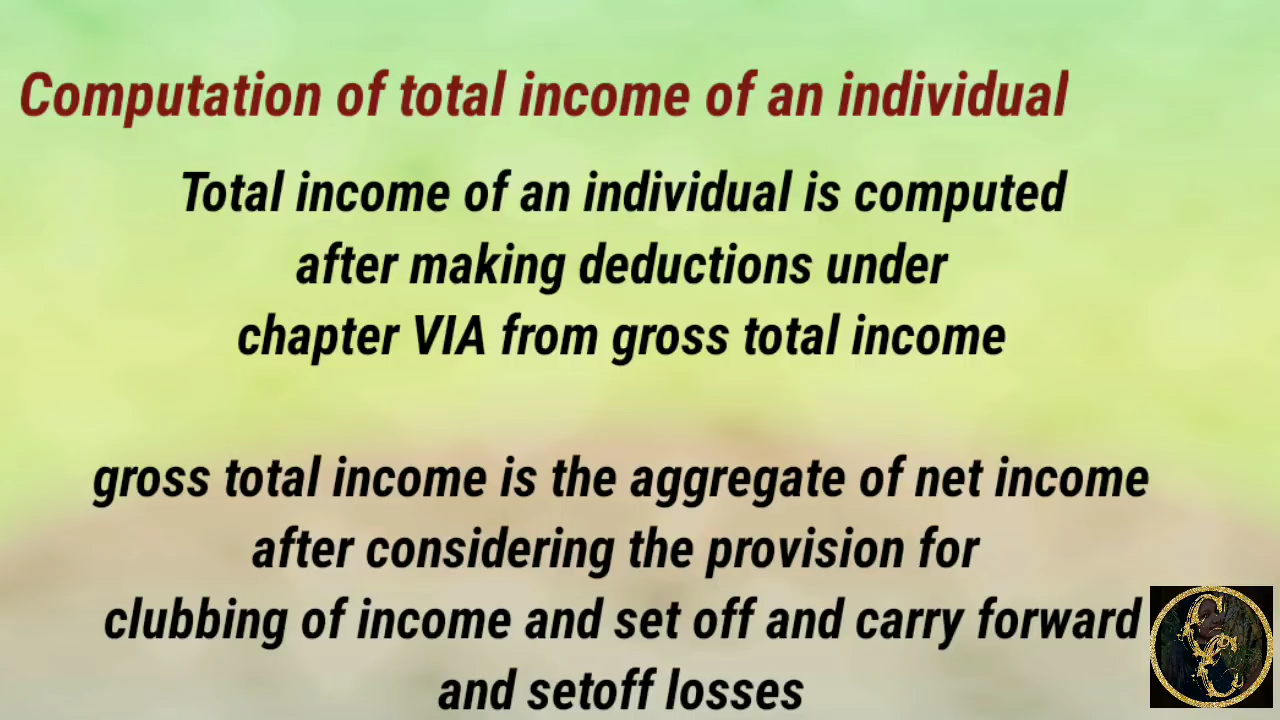 Computation of total income of an individual
Total income of an individual is computed
after making deductions under
chapter VIA from gross total income
gross total income is the aggregate of net income
after considering the provision for
clubbing of income and set off and carry forward
and setoff losses